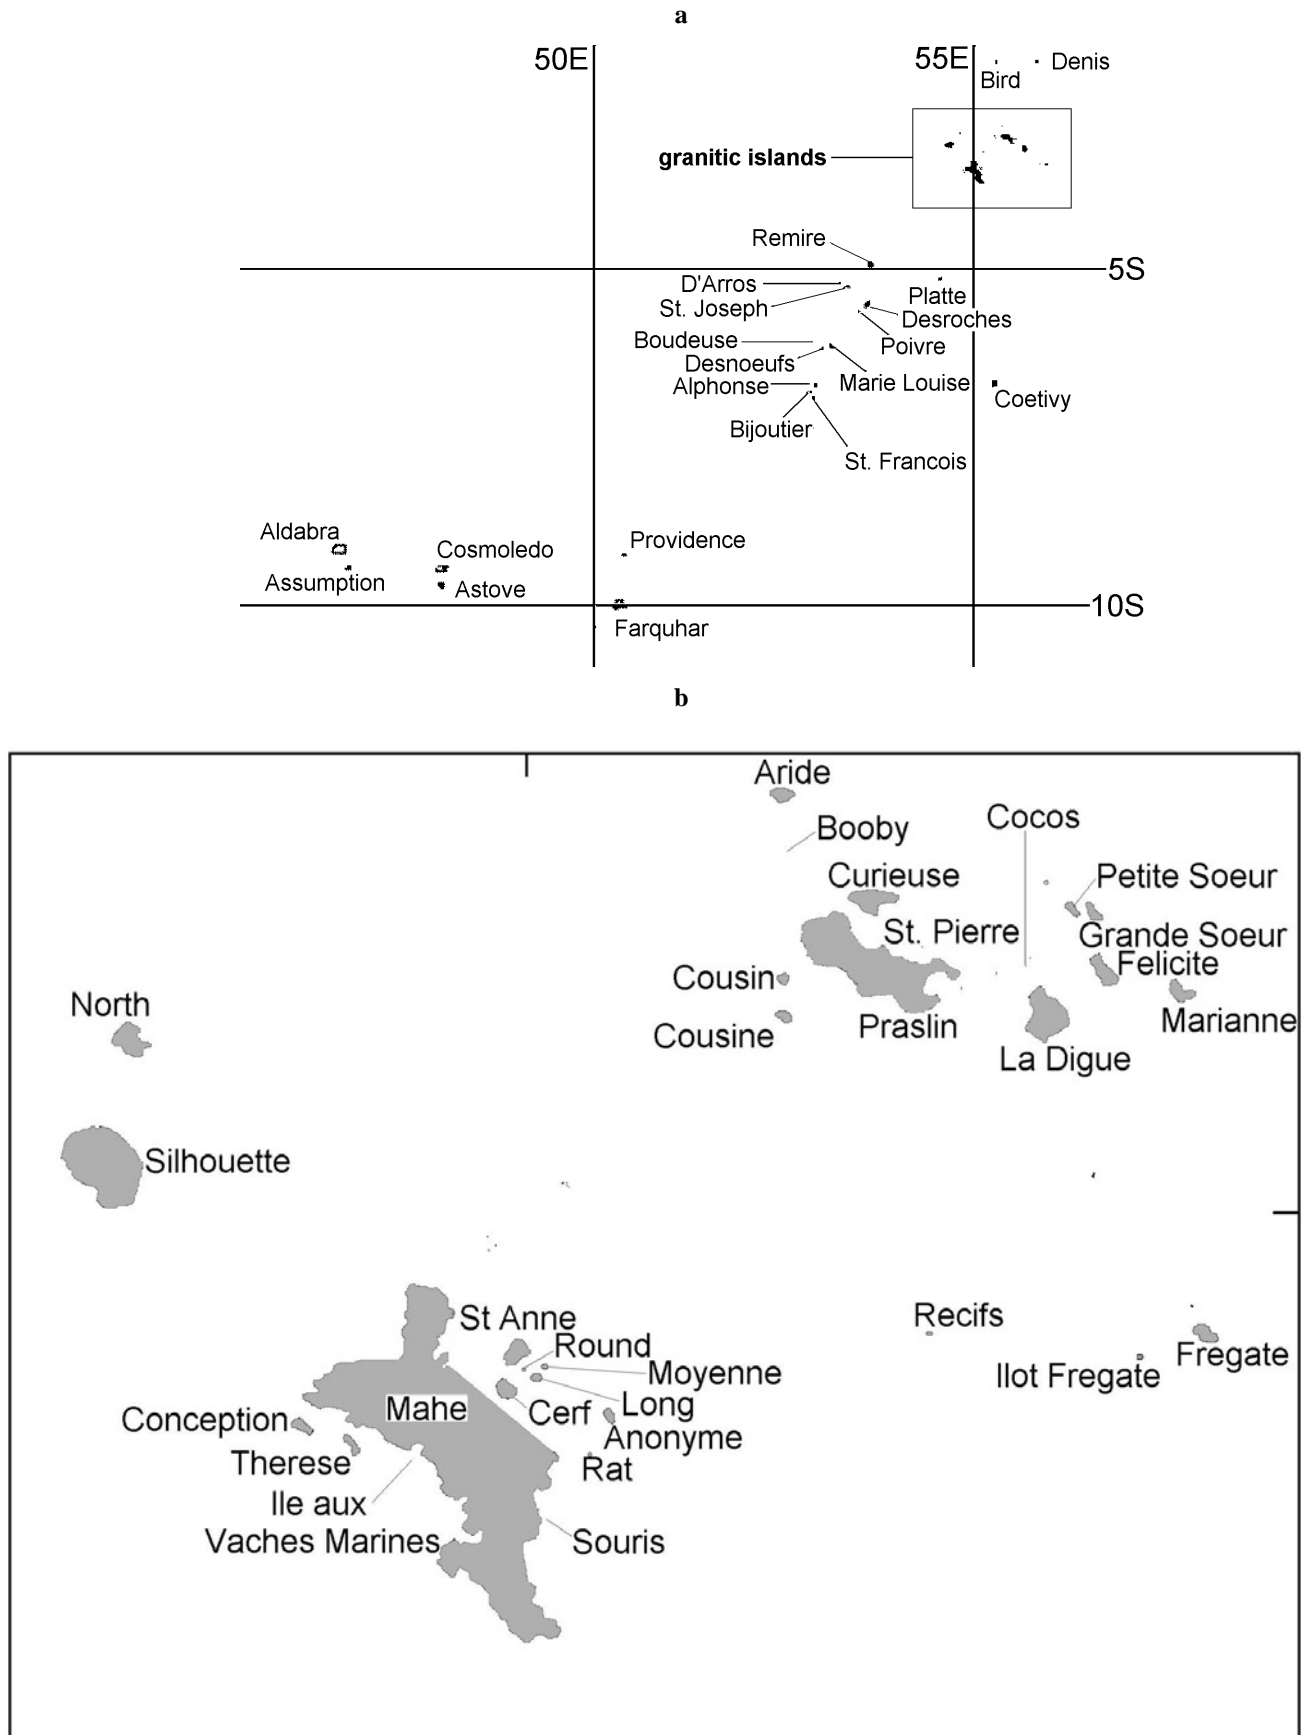 a
50E
55E
Denis
Bird
granitic islands
Remire
5S
D'Arros
St. Joseph
Platte
Desroches
Boudeuse
Poivre
Desnoeufs
Alphonse
Marie Louise
Coetivy
Bijoutier
St. Francois
Aldabra
Cosmoledo
Providence
Assumption
Astove
10S
Farquhar
b
Aride
Booby
Cocos
Curieuse
Petite Soeur
St. Pierre
Grande Soeur
Felicite
Cousin
North
Praslin
Marianne
Cousine
La Digue
Silhouette
St Anne
Recifs
Round
Fregate
Moyenne
Ilot Fregate
Long
Mahe
Cerf
Conception
Anonyme
Therese
Rat
Ile aux
Vaches Marines
Souris